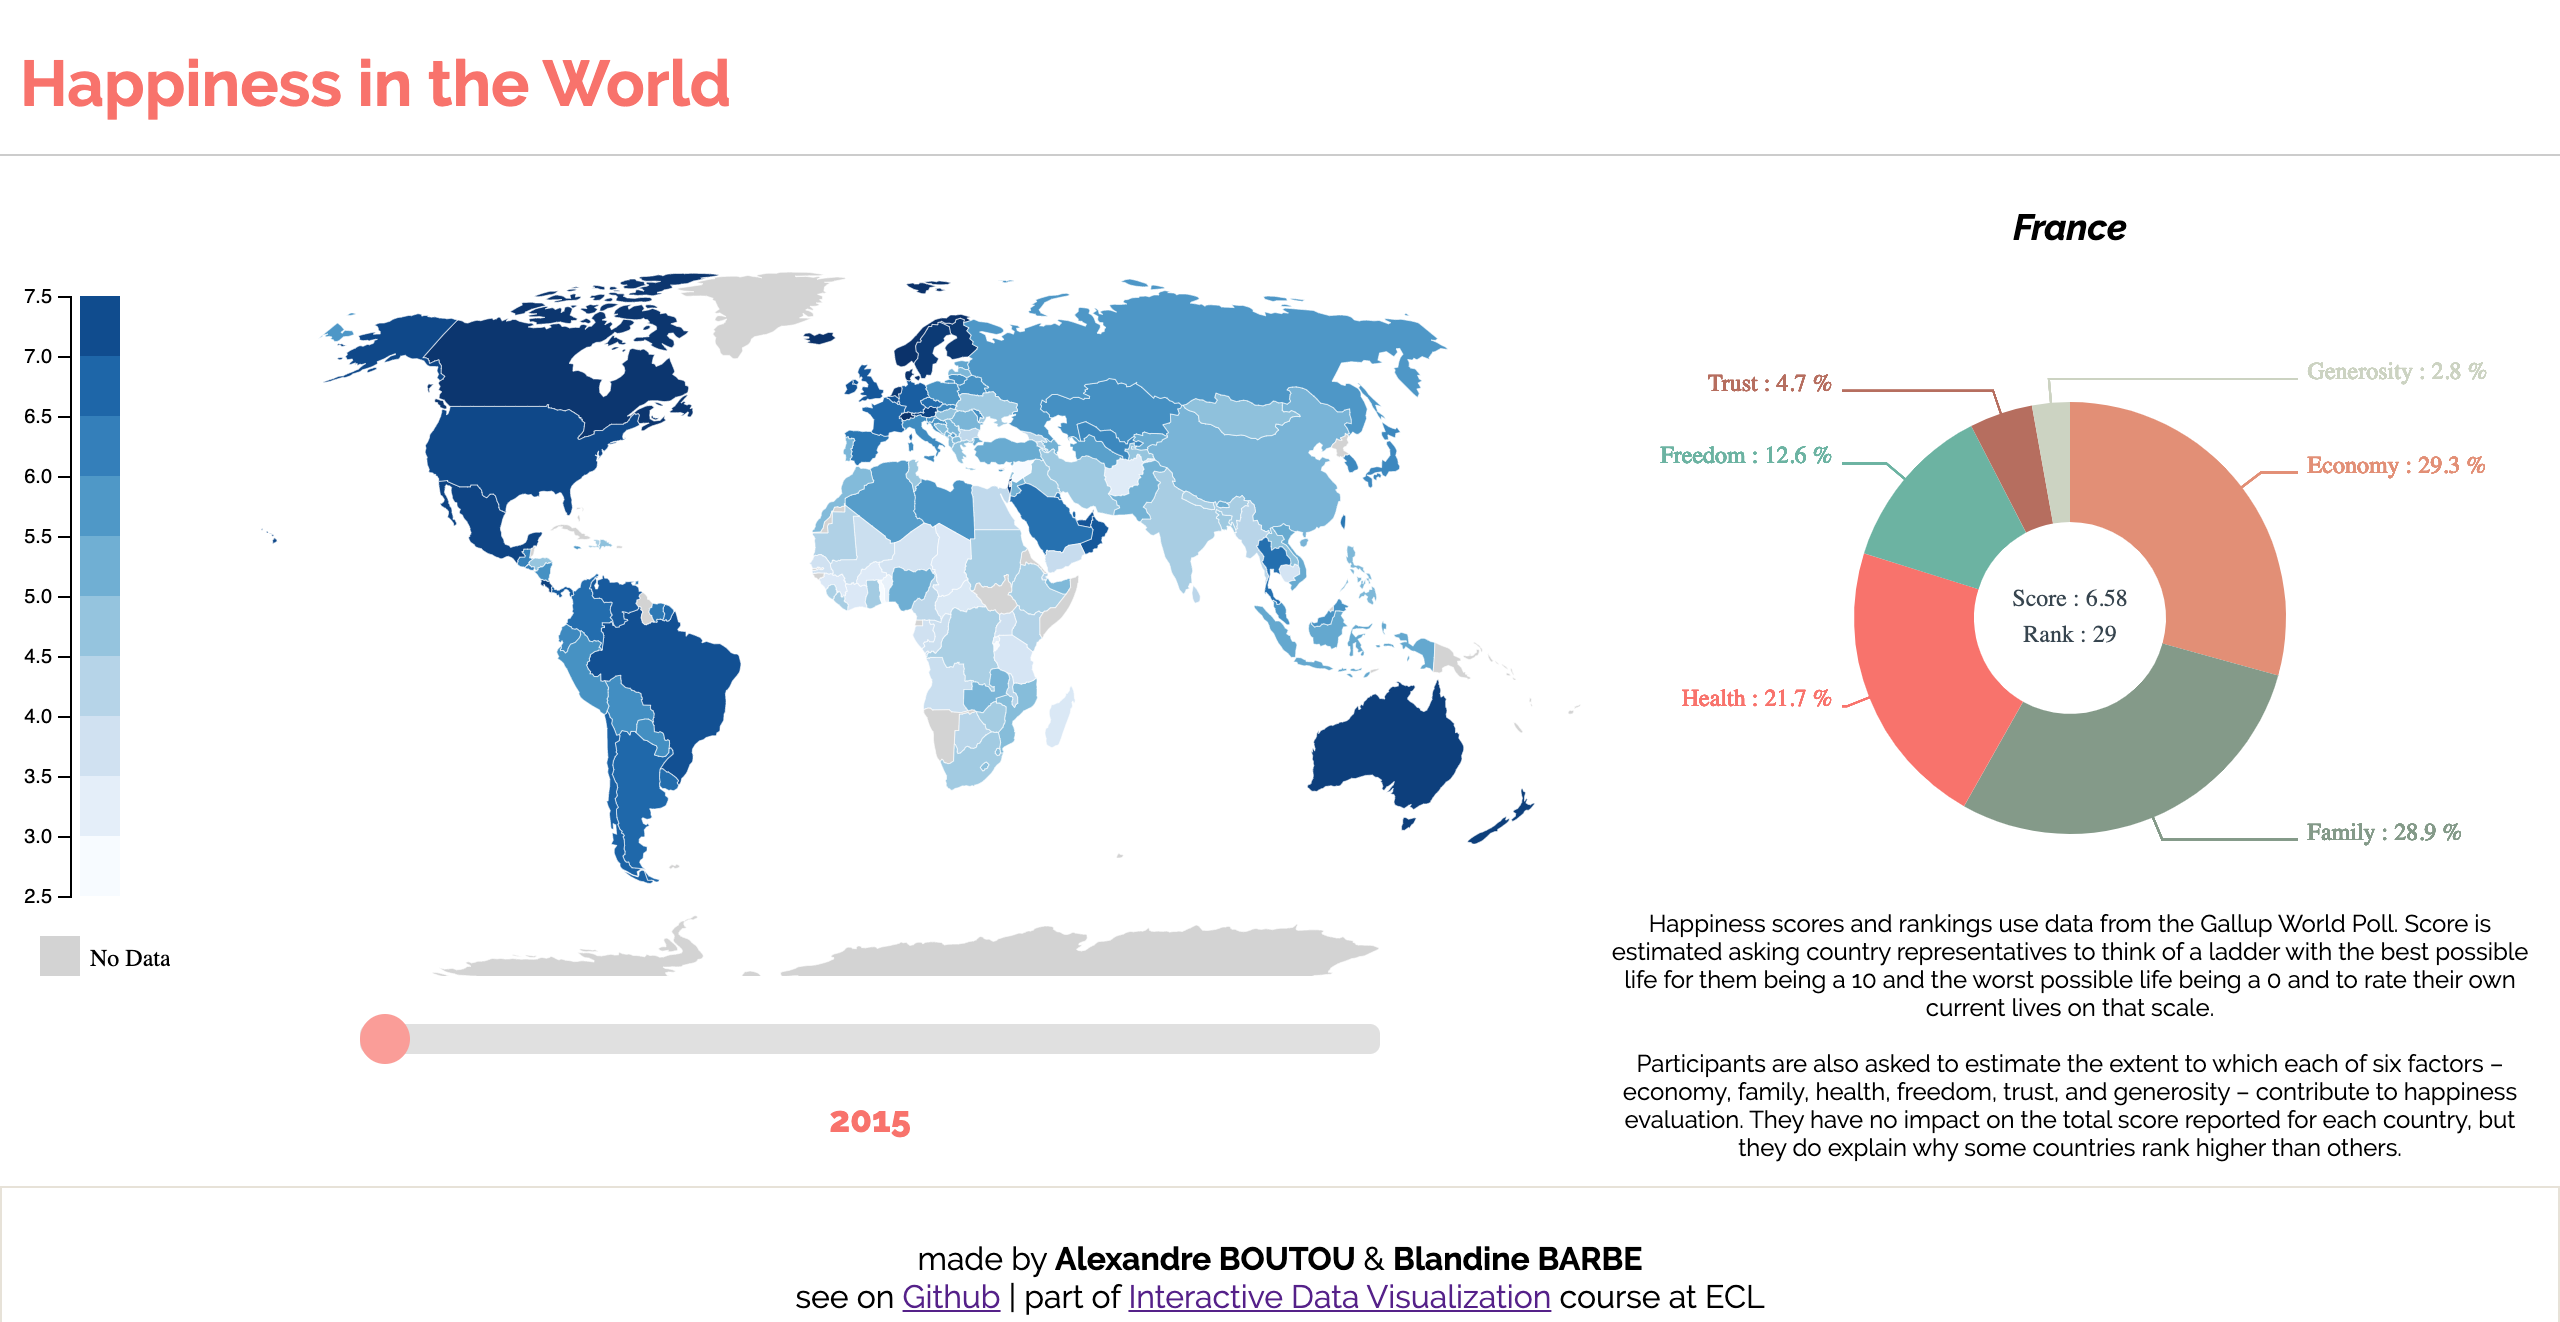 Happiness in the World
7.5
7.0
6.5
6.0
5.5
5.0
4.5
4.0
3.5
3.0
2.5
No Data
2015
France
Trust : 4.7 %
Generosity : 2.8 %
Freedom : 12.6 %
Economy : 29.3 %
Score : 6.58
Rank : 29
Health : 21.7 %
Family : 28.9 %
Happiness scores and rankings use data from the Gallup World Poll. Score is
estimated asking country representatives to think of a ladder with the best possible
life for them being a 10 and the worst possible life being a 0 and to rate their own
current lives on that scale.
Participants are also asked to estimate the extent to which each of six factors –
economy, family, health, freedom, trust, and generosity – contribute to happiness
evaluation. They have no impact on the total score reported for each country, but
they do explain why some countries rank higher than others.
made by Alexandre BOUTOU & Blandine BARBE
see on Github | part of Interactive Data Visualization course at ECL